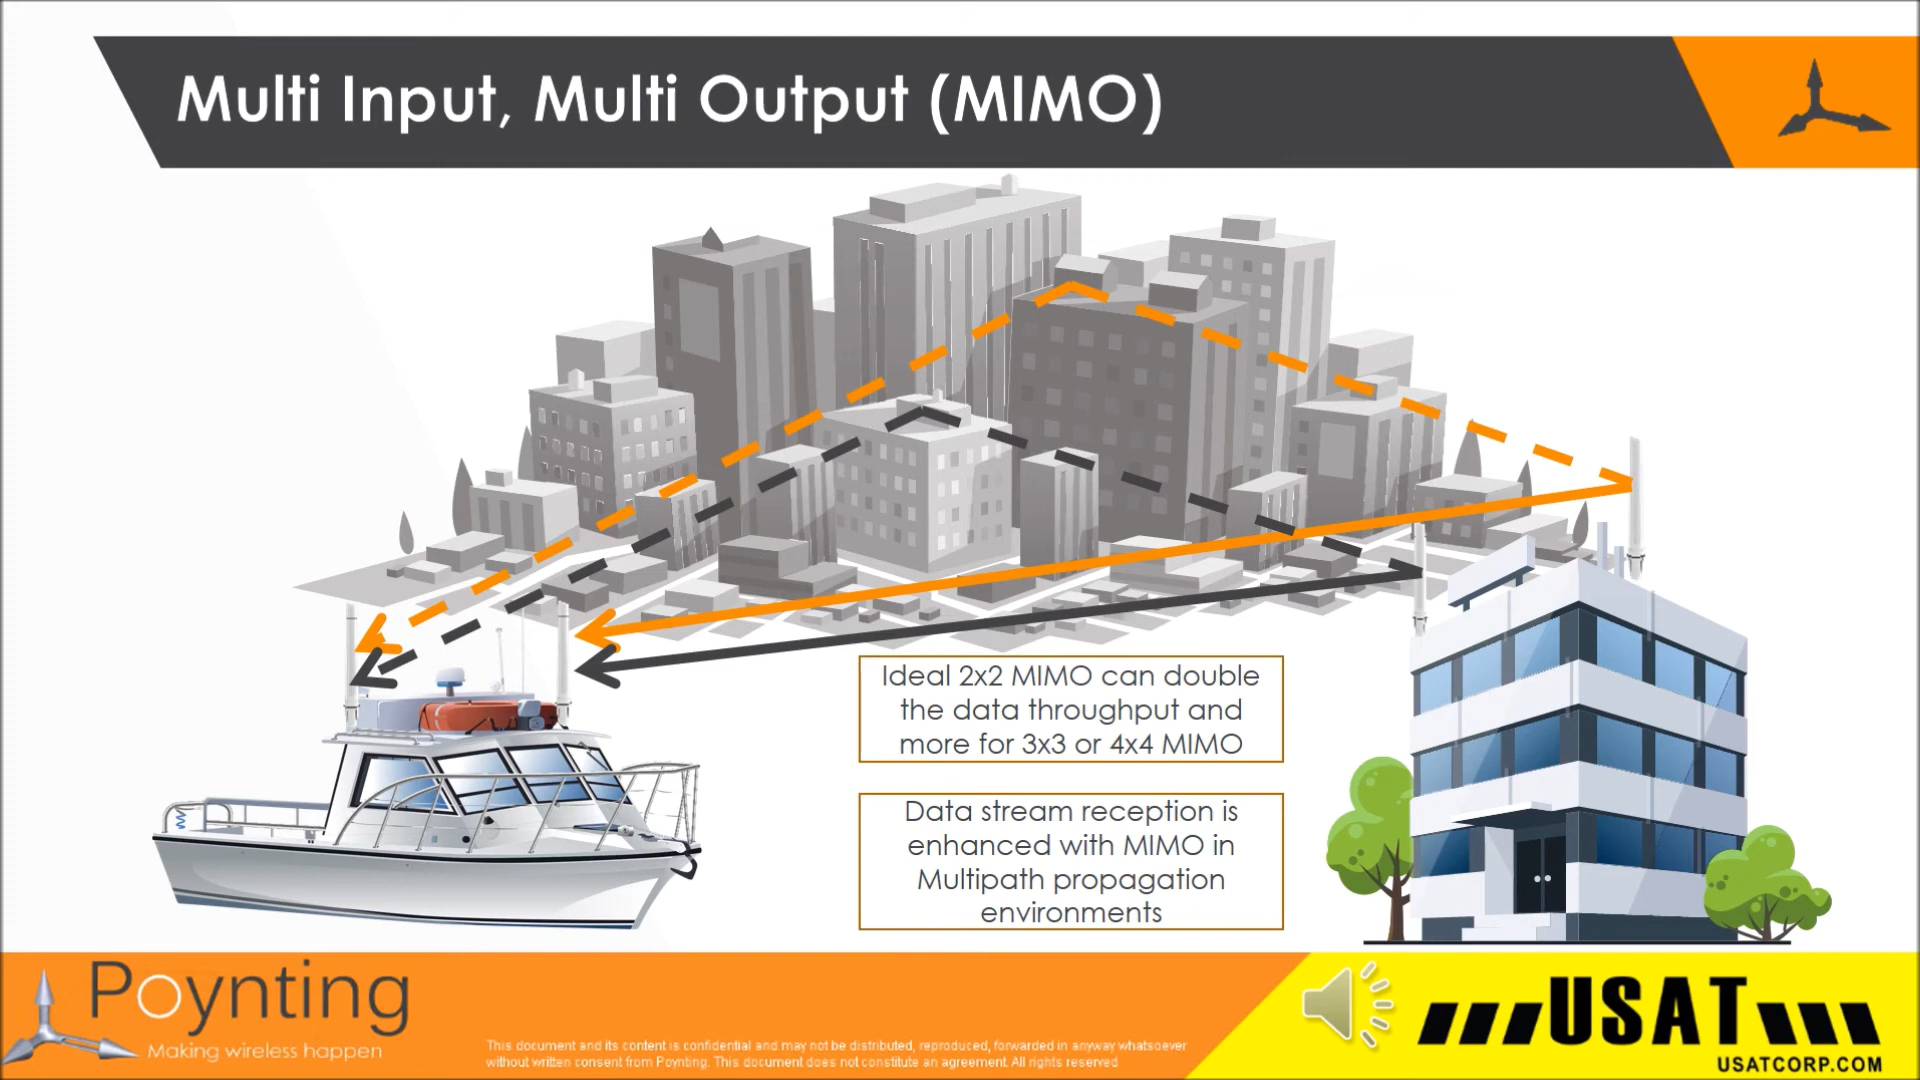 Multi Input, Multi Output (MIMO)
Ideal 2x2 MIMO can double
the data throughput and
more for 3x3 or 4x4 MIMO
Data stream reception is
enhanced with MIMO in
Multipath propagation
environments
Poynting
Making wireless happen
This document and its content is confidential and may not be distributed, reproduced, forwarded in anyway whatsoever
without written consent from Poynting. This document does not constitute an agreement. All rights reserved
USAT
USATCORP.COM